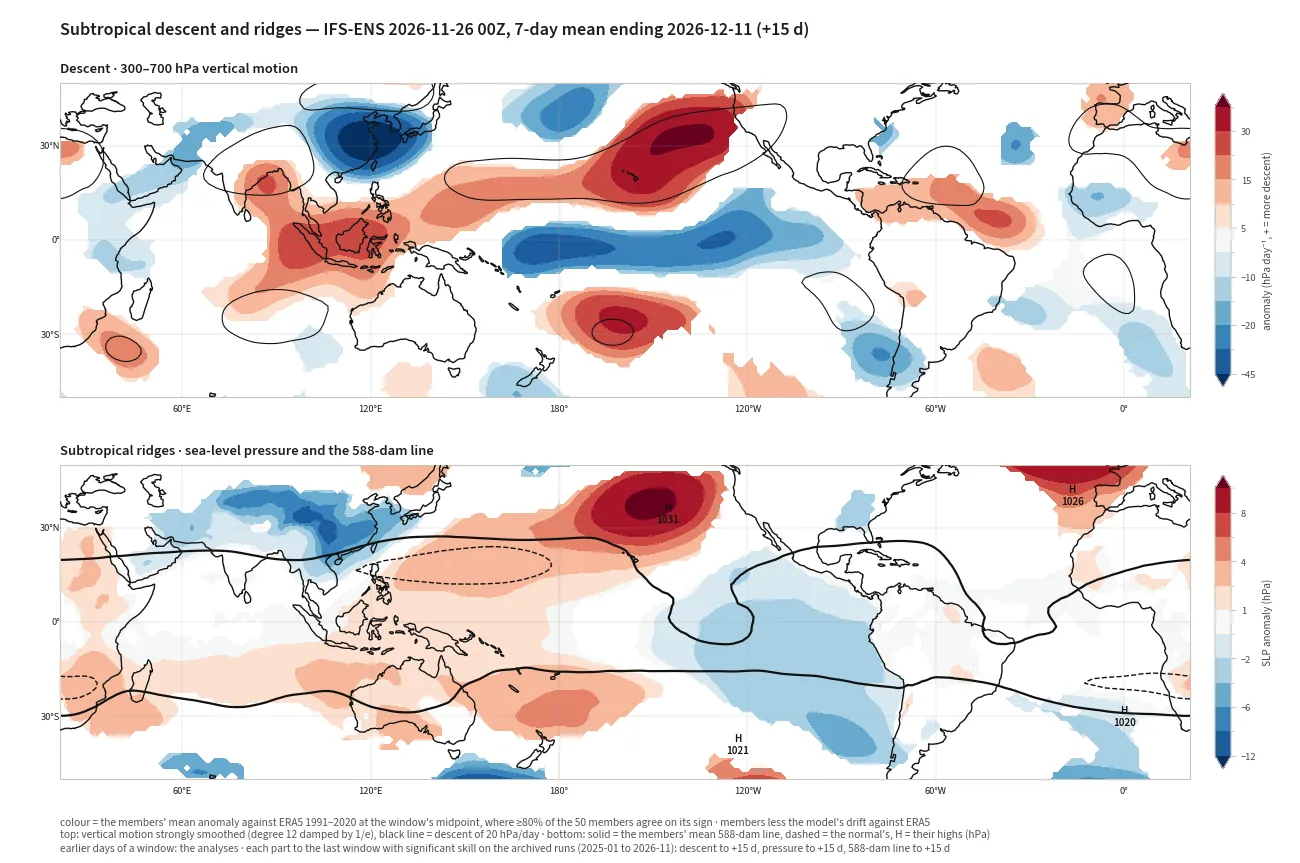 Subtropical descent and ridges — IFS-ENS 2026-11-26 00Z, 7-day mean ending 2026-12-11 (+15 d)
Descent · 300–700 hPa vertical motion
30°N
0°
30°S
60°E 120°E 180° 120°W 60°W 0°
30
15
5
−10
−20
−45
anomaly (hPa day⁻¹, + = more descent)
Subtropical ridges · sea-level pressure and the 588-dam line
H
1031
H
1026
H
1021
H
1020
30°N
0°
30°S
60°E 120°E 180° 120°W 60°W 0°
8
4
1
−2
−6
−12
SLP anomaly (hPa)
colour = the members' mean anomaly against ERA5 1991–2020 at the window's midpoint, where ≥80% of the 50 members agree on its sign · members less the model's drift against ERA5
top: vertical motion strongly smoothed (degree 12 damped by 1/e), black line = descent of 20 hPa/day · bottom: solid = the members' mean 588-dam line, dashed = the normal's, H = their highs (hPa)
earlier days of a window: the analyses · each part to the last window with significant skill on the archived runs (2025-01 to 2026-11): descent to +15 d, pressure to +15 d, 588-dam line to +15 d